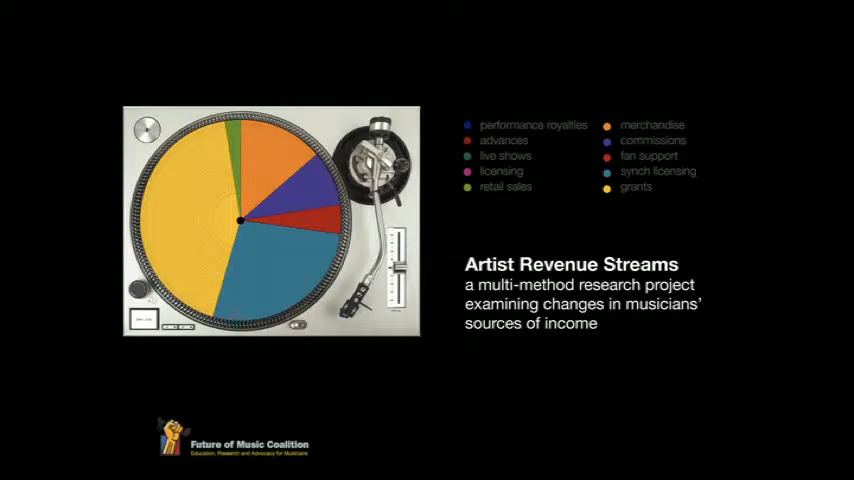 performance royalties
advances
live shows
licensing
retail sales
merchandise
commissions
fan support
synch licensing
grants
Artist Revenue Streams
a multi-method research project
examining changes in musicians'
sources of income
Future of Music Coalition
Education, Research and Advocacy for Musicians